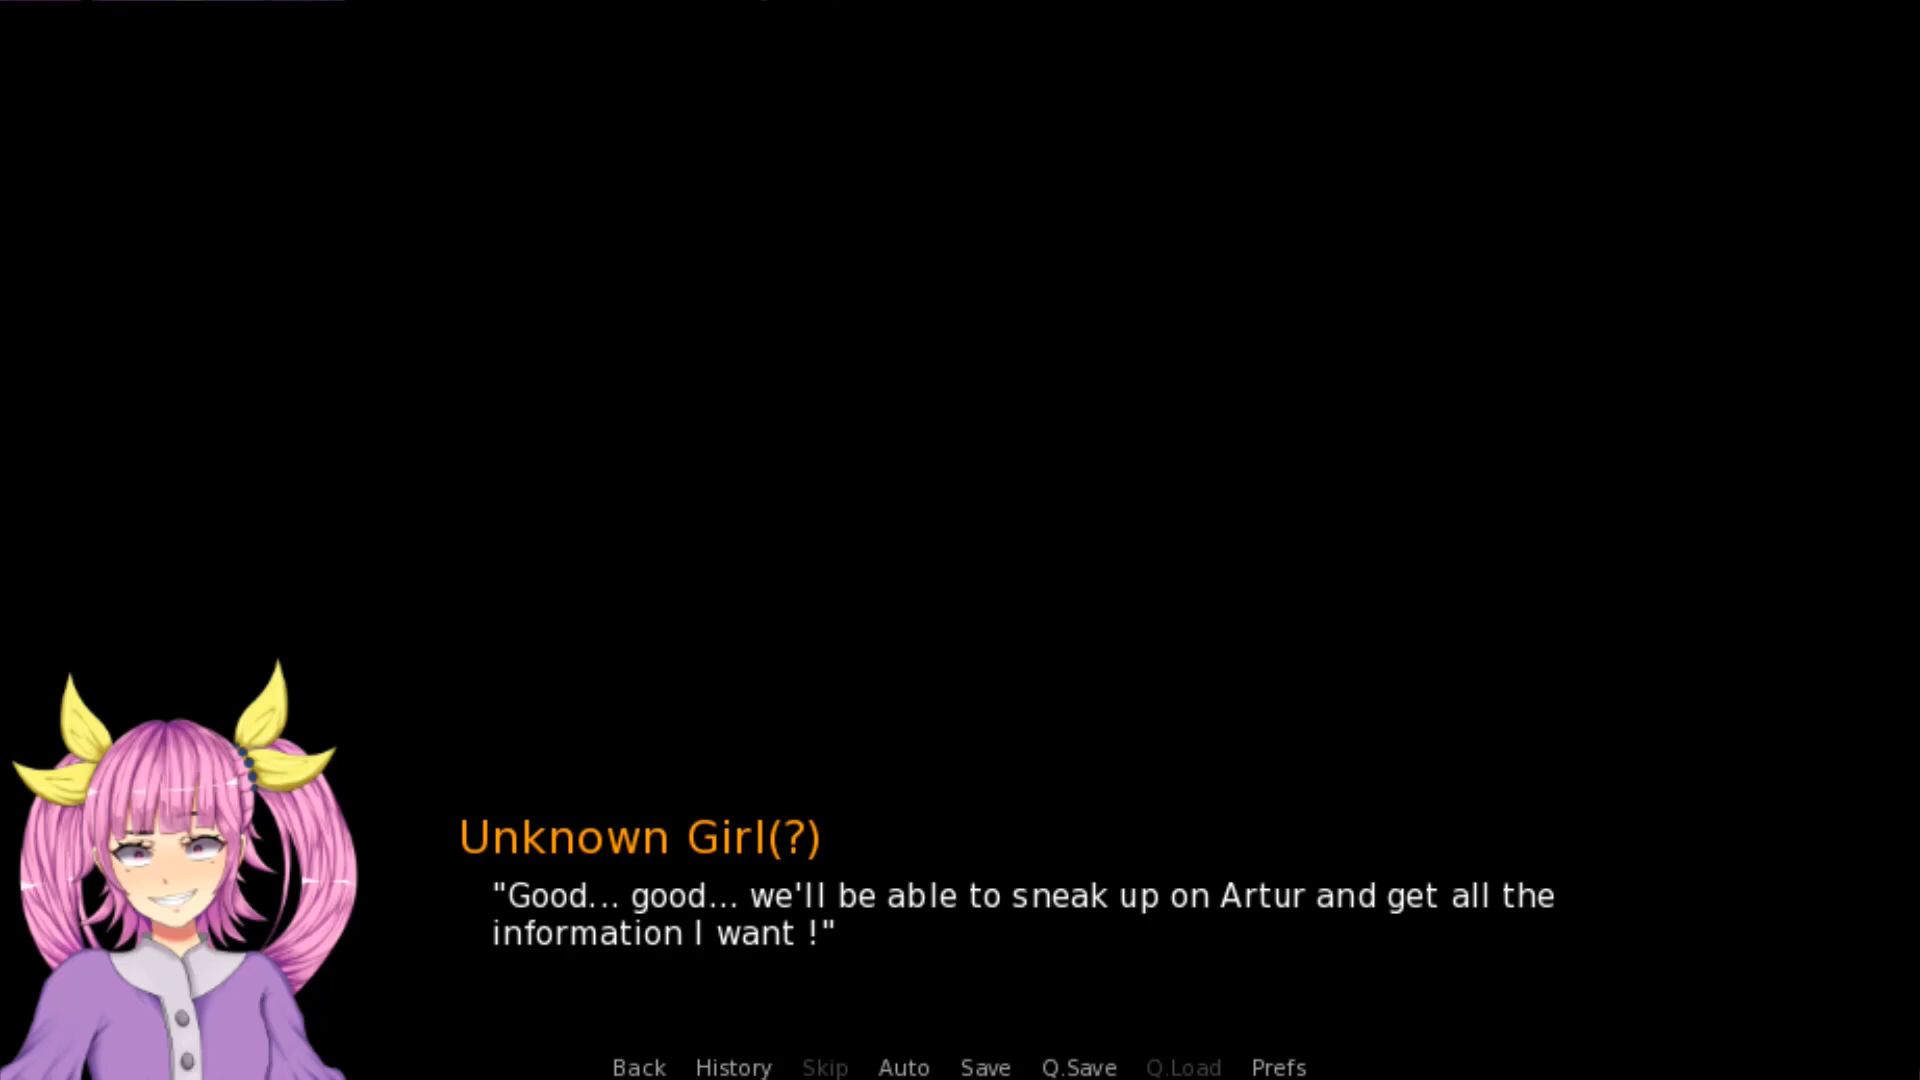 Unknown Girl(?)
"Good... good... we'll be able to sneak up on Artur and get all the
information I want !"
Back History Skip Auto Save Q.Save Q.Load Prefs